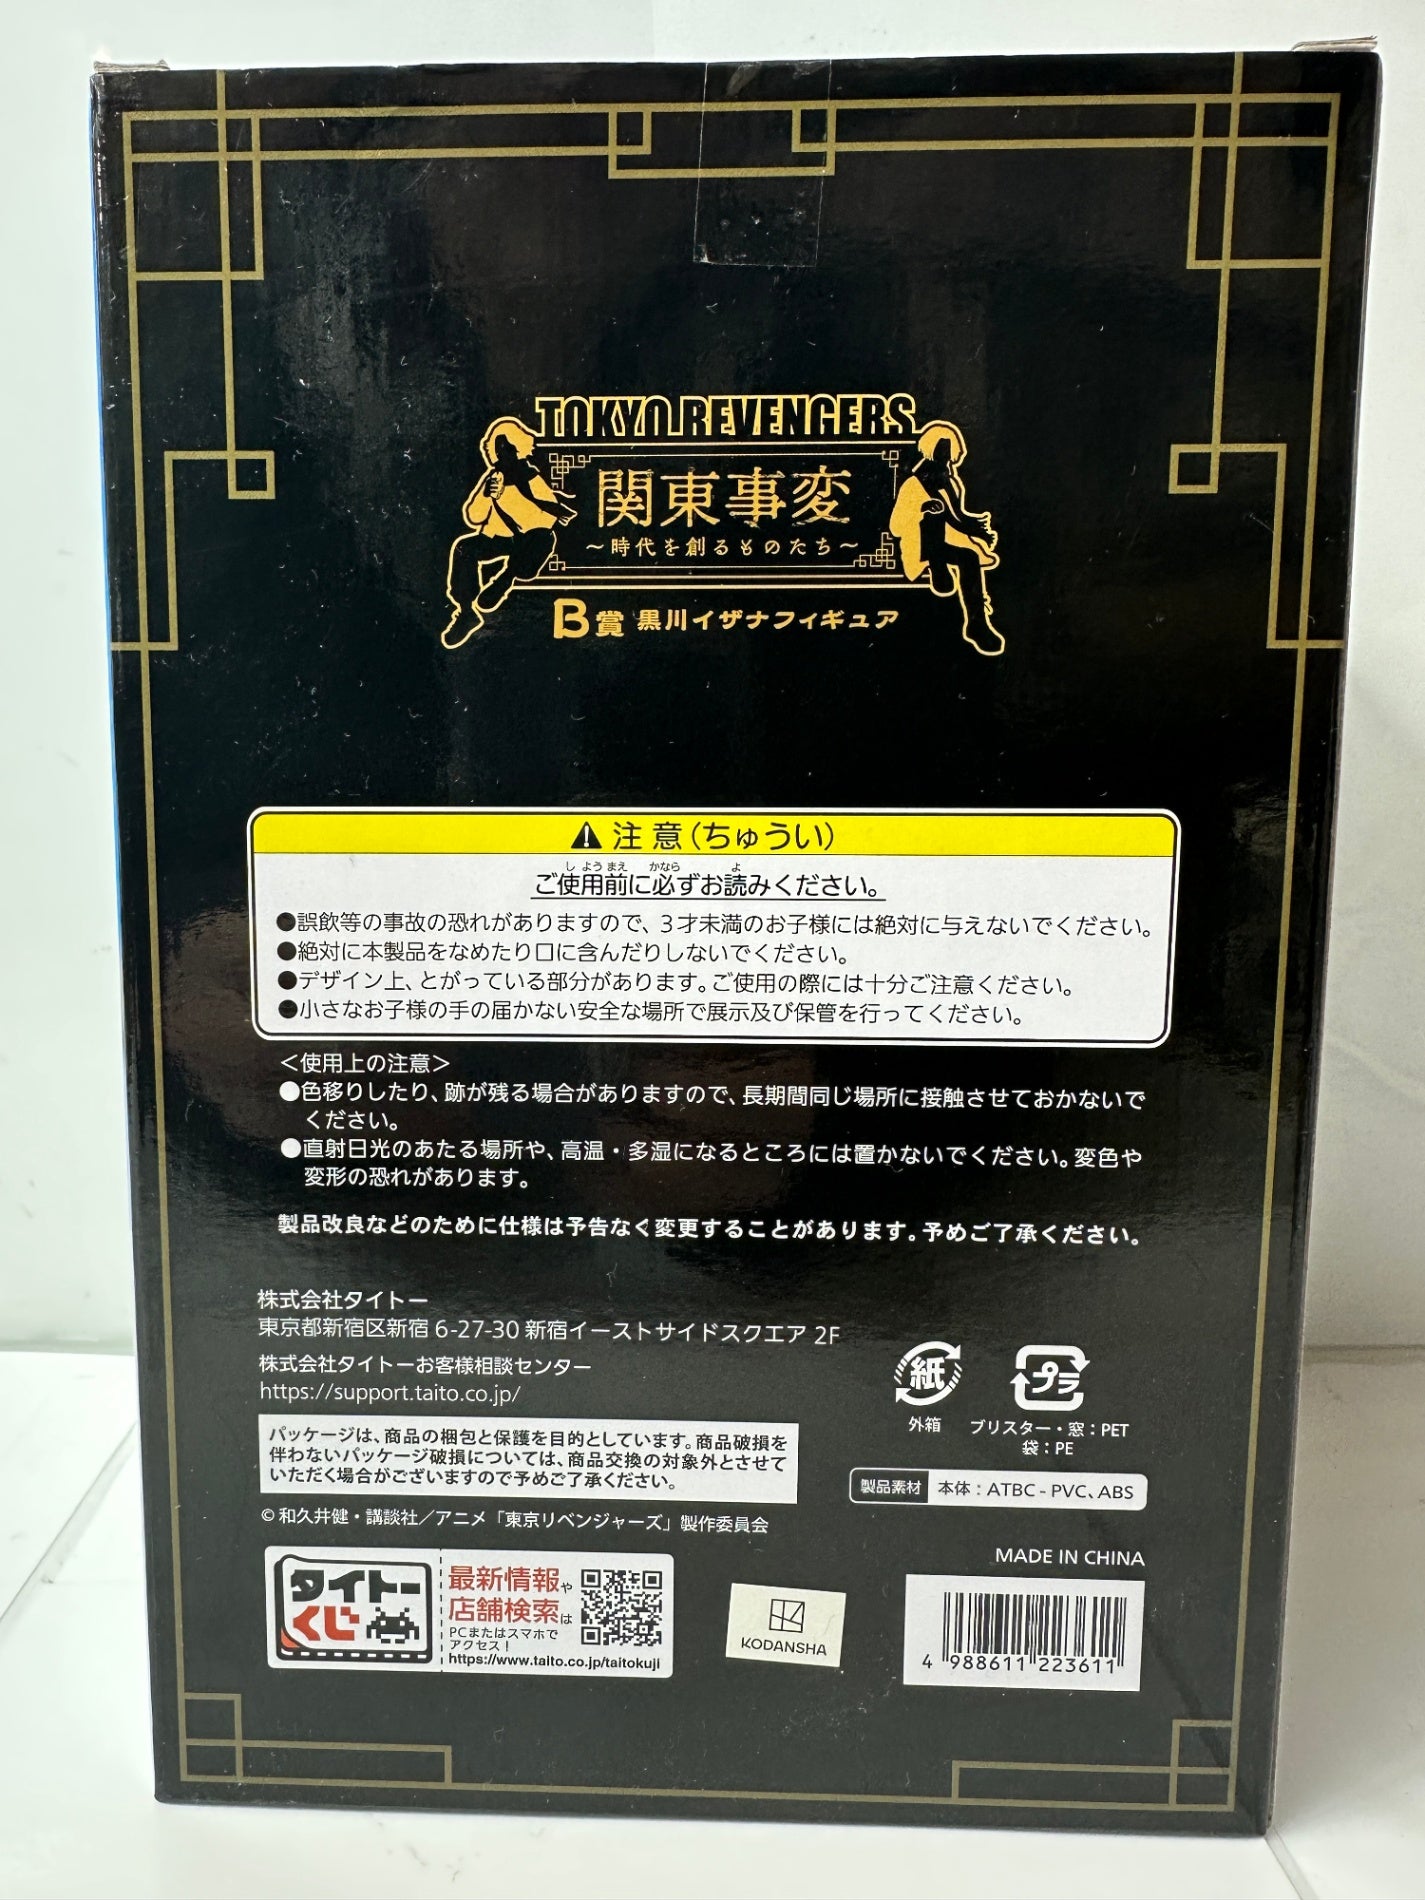 TOKYO REVENGERS
関東事変
～時代を創るものたち～
B賞 黒川イザナフィギュア
注意(ちゅうい)
しようまえ かなら よ
ご使用前に必ずお読みください。
●誤飲等の事故の恐れがありますので、3才未満のお子様には絶対に与えないでください。
●絶対に本製品をなめたり口に含んだりしないでください。
●デザイン上、とがっている部分があります。ご使用の際には十分ご注意ください。
●小さなお子様の手の届かない安全な場所で展示及び保管を行ってください。
＜使用上の注意＞
●色移りしたり、跡が残る場合がありますので、長期間同じ場所に接触させておかないで
ください。
●直射日光のあたる場所や、高温・多湿になるところには置かないでください。変色や
変形の恐れがあります。
製品改良などのために仕様は予告なく変更することがあります。予めご了承ください。
株式会社タイトー
東京都新宿区新宿 6-27-30 新宿イーストサイドスクエア 2F
株式会社タイトーお客様相談センター
https://support.taito.co.jp/
パッケージは、商品の梱包と保護を目的としています。商品破損を
伴わないパッケージ破損については、商品交換の対象外とさせて
いただく場合がございますので予めご了承ください。
© 和久井健・講談社／アニメ「東京リベンジャーズ」製作委員会
紙
外箱
プラ
ブリスター・窓：PET
袋：PE
製品素材 本体：ATBC - PVC、ABS
MADE IN CHINA
タイトー
くじ
最新情報や
店舗検索は
PCまたはスマホで
アクセス！
https://www.taito.co.jp/taitokuji
KODANSHA
4 988611 223611